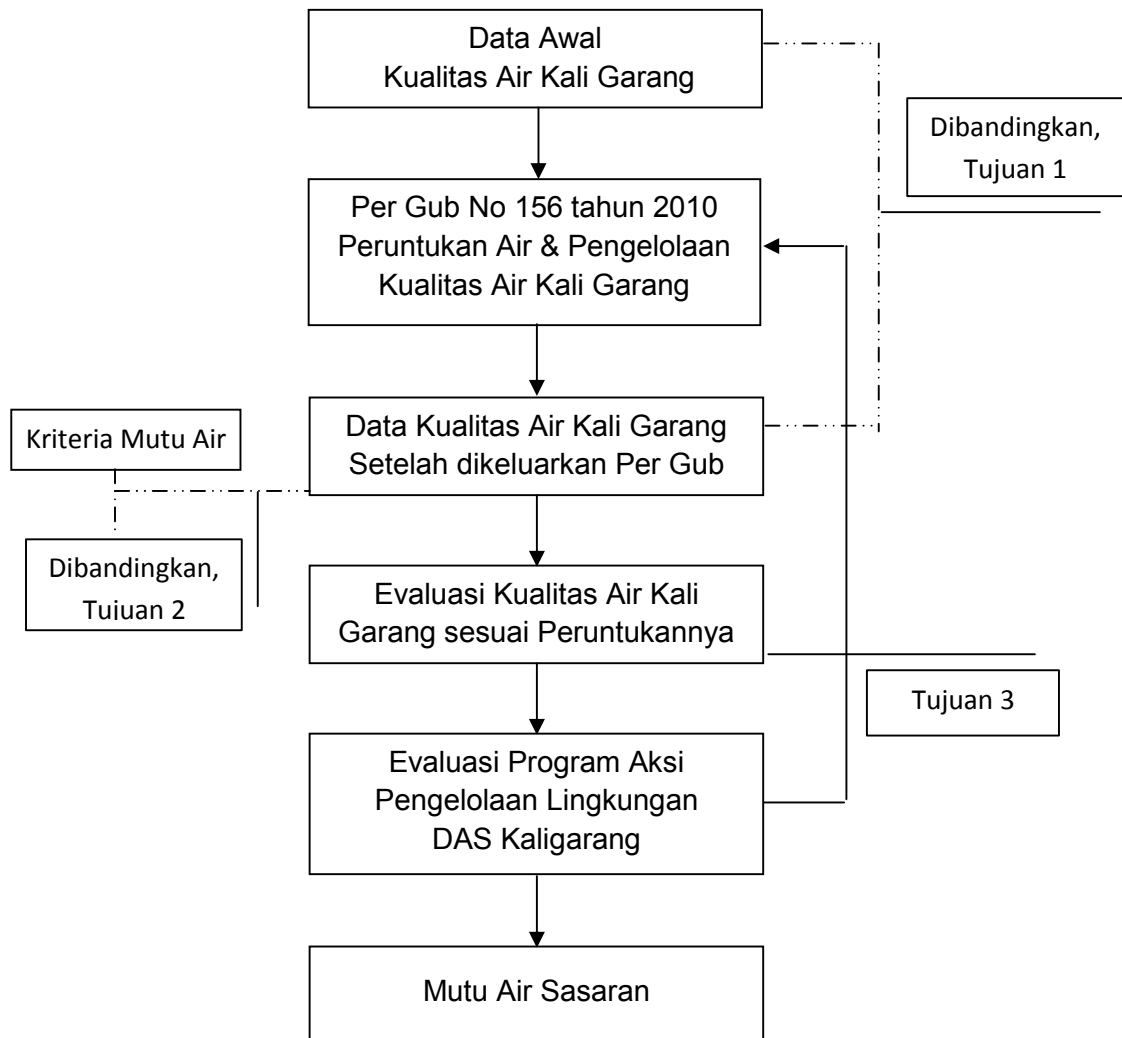 Data Awal
Kualitas Air Kali Garang
Dibandingkan,
Tujuan 1
Per Gub No 156 tahun 2010
Peruntukan Air & Pengelolaan
Kualitas Air Kali Garang
Kriteria Mutu Air
Data Kualitas Air Kali Garang
Setelah dikeluarkan Per Gub
Dibandingkan,
Tujuan 2
Evaluasi Kualitas Air Kali
Garang sesuai Peruntukannya
Tujuan 3
Evaluasi Program Aksi
Pengelolaan Lingkungan
DAS Kaligarang
Mutu Air Sasaran